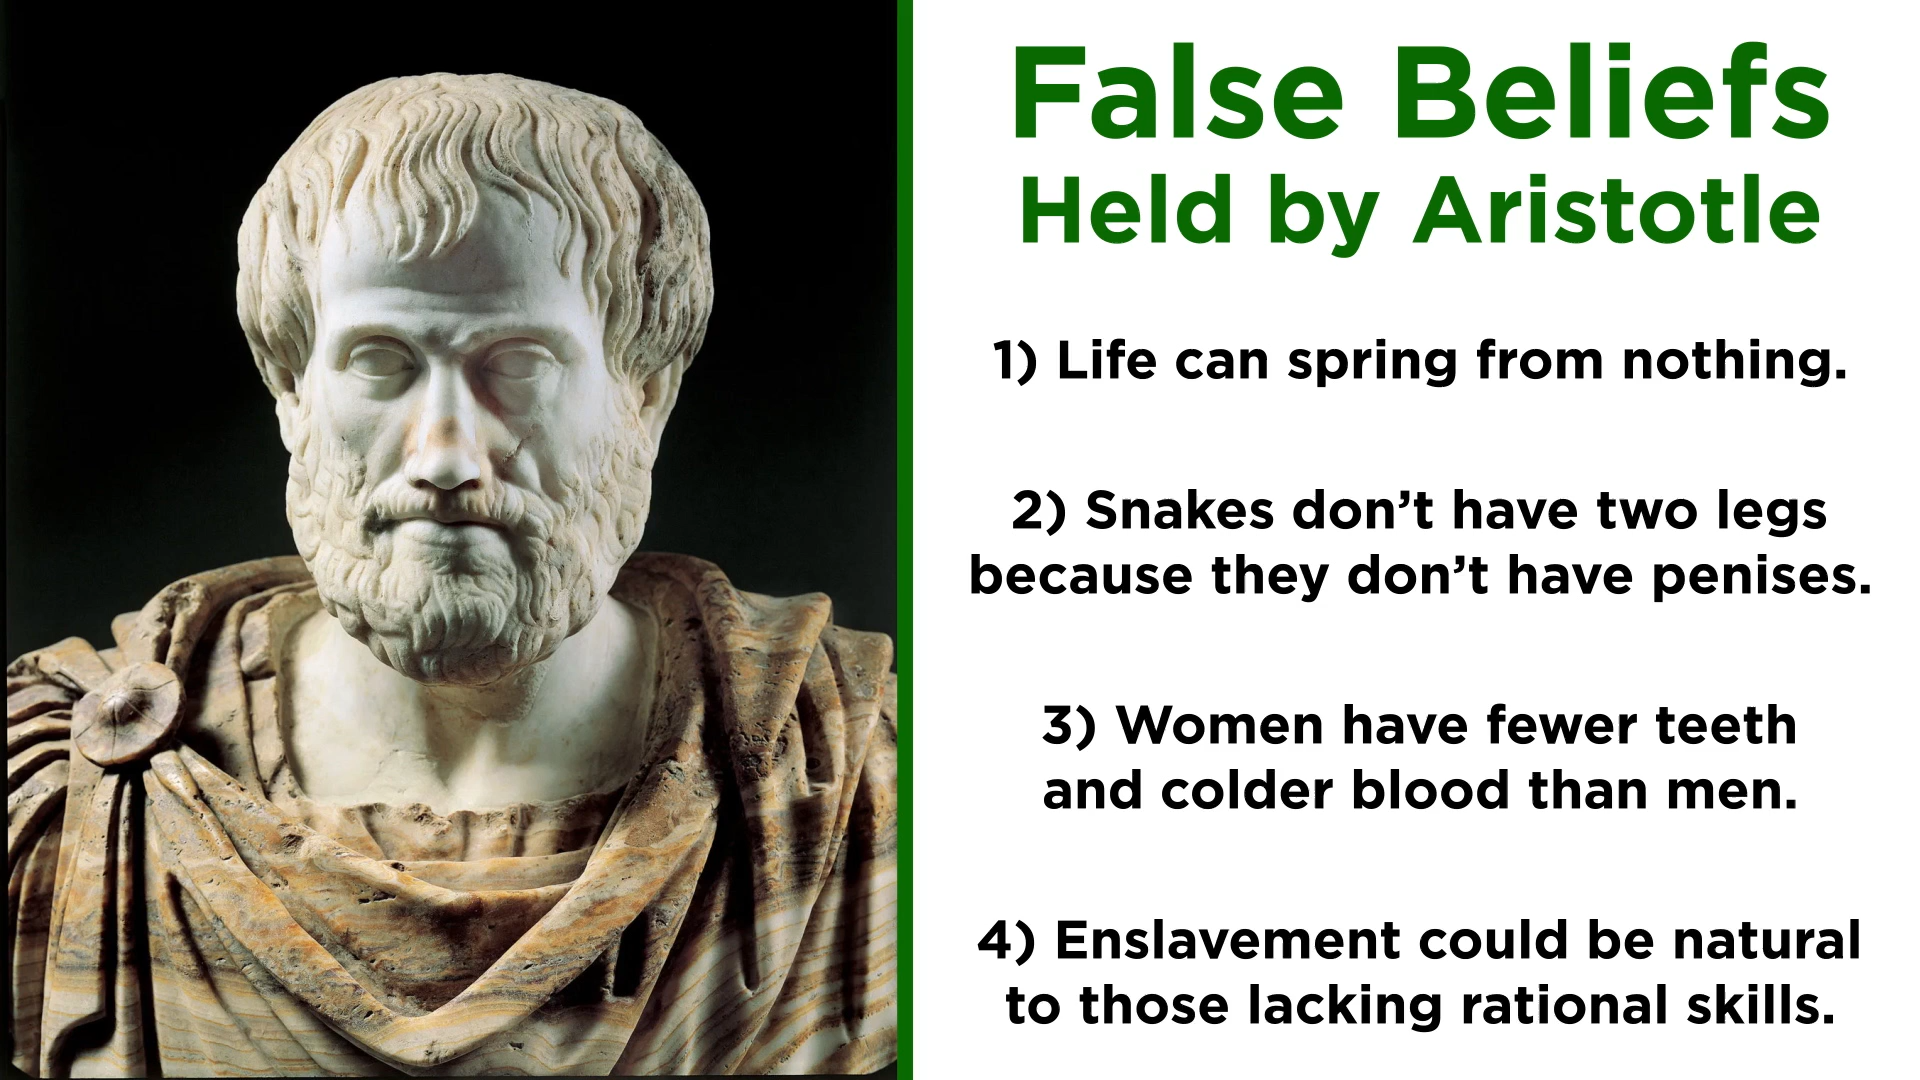 False Beliefs
Held by Aristotle
1) Life can spring from nothing.
2) Snakes don’t have two legs
because they don’t have penises.
3) Women have fewer teeth
and colder blood than men.
4) Enslavement could be natural
to those lacking rational skills.